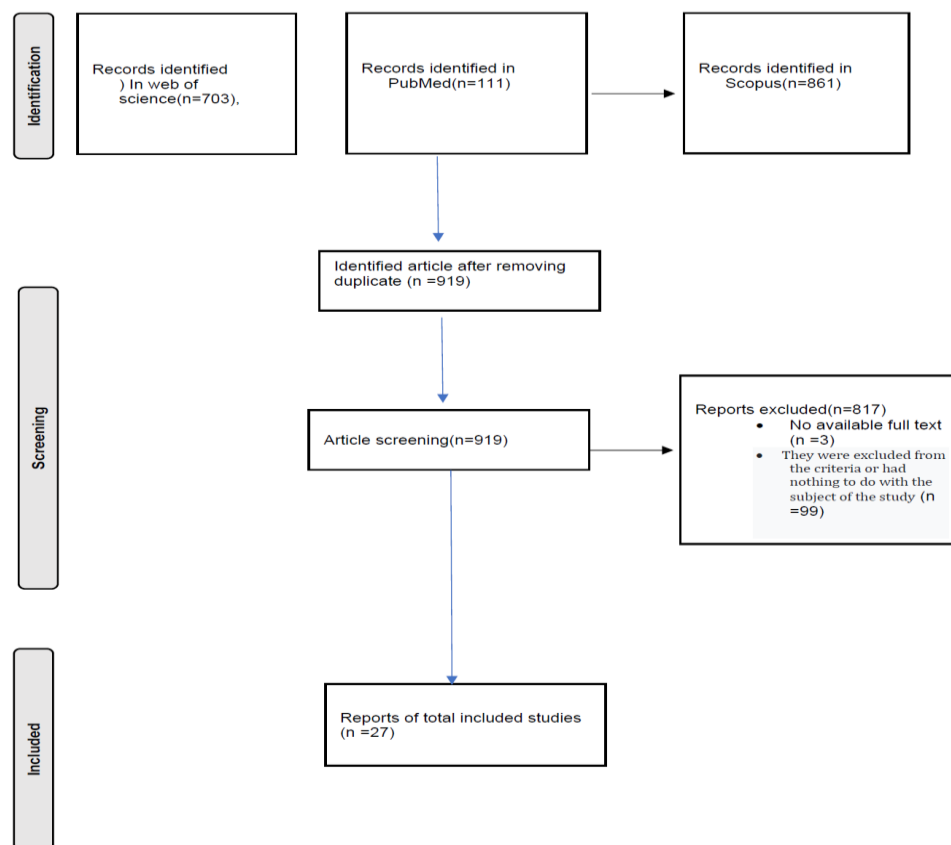 Identification
Records identified
) In web of
science(n=703),
Records identified in
PubMed(n=111)
Records identified in
Scopus(n=861)
Identified article after removing
duplicate (n =919)
Screening
Article screening(n=919)
Reports excluded(n=817)
• No available full text
(n =3)
• They were excluded from
the criteria or had
nothing to do with the
subject of the study (n
=99)
Included
Reports of total included studies
(n =27)